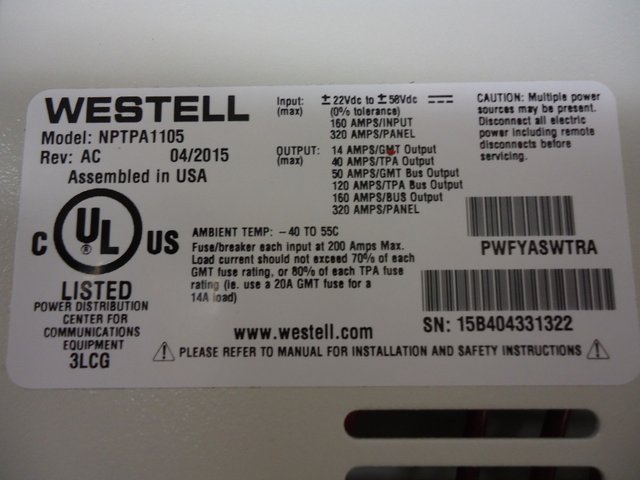 WESTELL
Model: NPTPA1105
Rev: AC 04/2015
Assembled in USA
Input: (max)
± 22Vdc to ± 58Vdc
(0% tolerance)
160 AMPS/INPUT
320 AMPS/PANEL
OUTPUT: (max)
14 AMPS/GMT Output
40 AMPS/TPA Output
50 AMPS/GMT Bus Output
120 AMPS/TPA Bus Output
160 AMPS/BUS Output
320 AMPS/PANEL
CAUTION: Multiple power
sources may be present.
Disconnect all electric
power including remote
disconnects before
servicing.
C UL ® US
LISTED
POWER DISTRIBUTION
CENTER FOR
COMMUNICATIONS
EQUIPMENT
3LCG
AMBIENT TEMP: -40 TO 55C
Fuse/breaker each input at 200 Amps Max.
Load current should not exceed 70% of each
GMT fuse rating, or 80% of each TPA fuse
rating (ie. use a 20A GMT fuse for a
14A load)
PWFYASWTRA
SN: 15B404331322
www.westell.com
PLEASE REFER TO MANUAL FOR INSTALLATION AND SAFETY INSTRUCTIONS